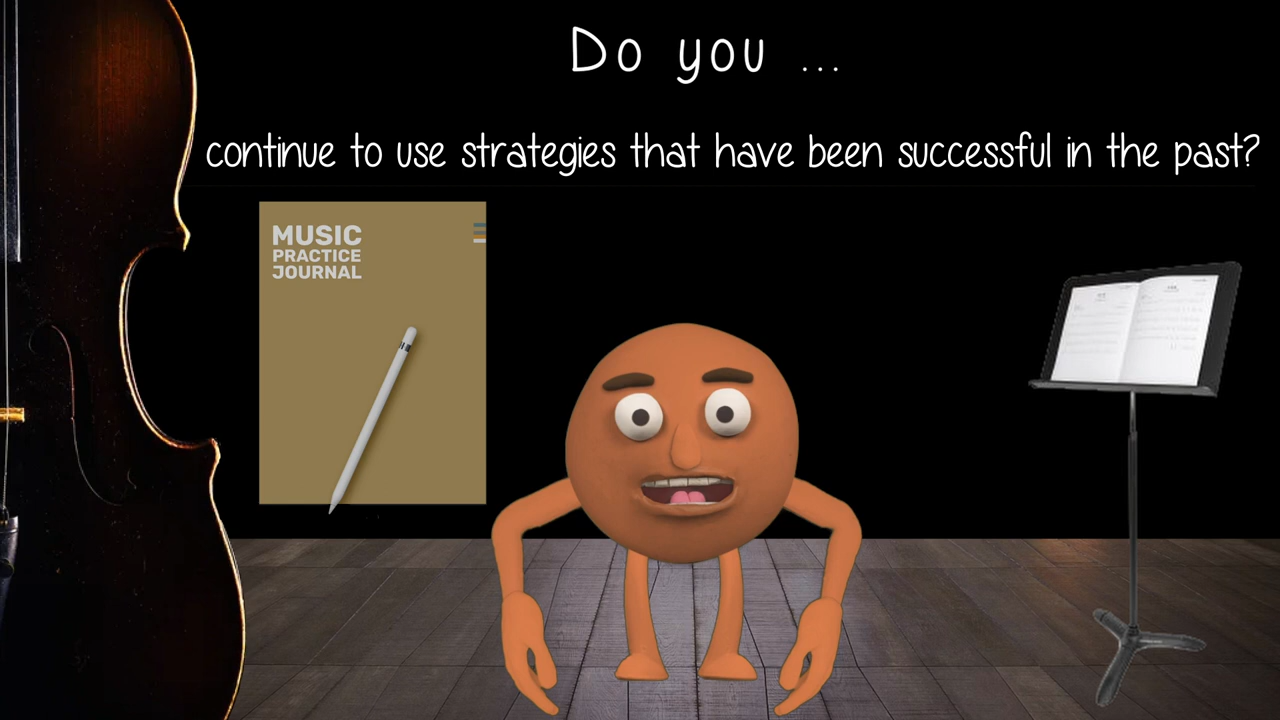 Do you ...
continue to use strategies that have been successful in the past?
MUSIC
PRACTICE
JOURNAL